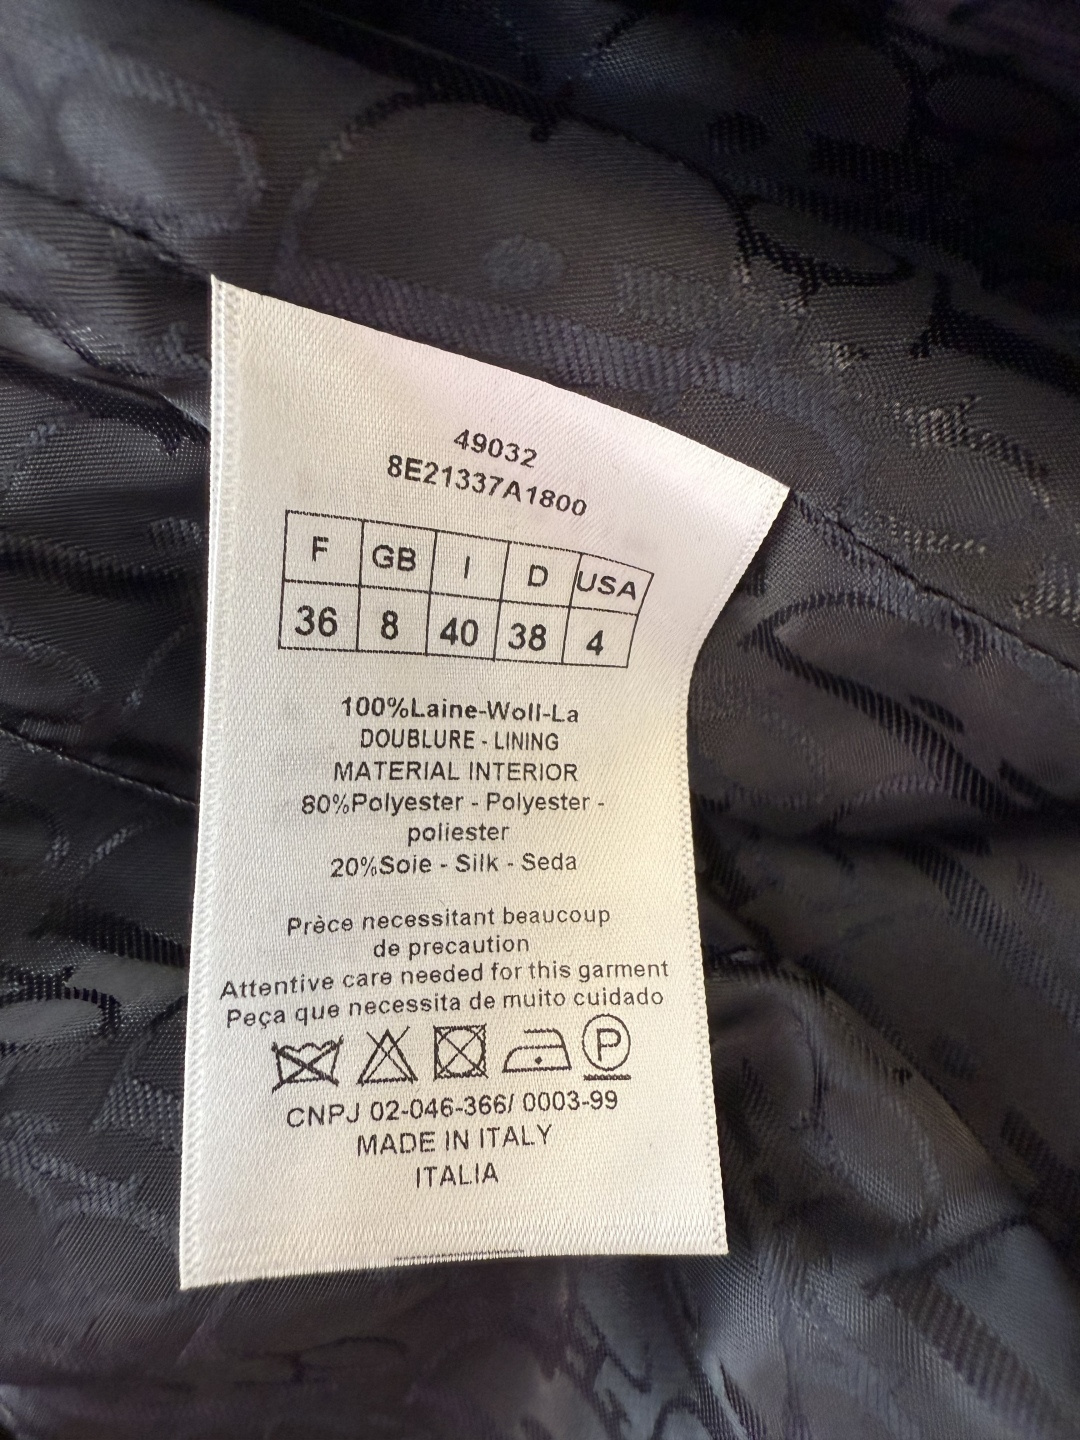 49032
8E21337A1800
F GB I D USA
36 8 40 38 4
100%Laine-Woll-La
DOUBLURE - LINING
MATERIAL INTERIOR
80%Polyester - Polyester -
poliester
20%Soie - Silk - Seda
Prèce necessitant beaucoup
de precaution
Attentive care needed for this garment
Peça que necessita de muito cuidado
P
CNPJ 02-046-366/ 0003-99
MADE IN ITALY
ITALIA